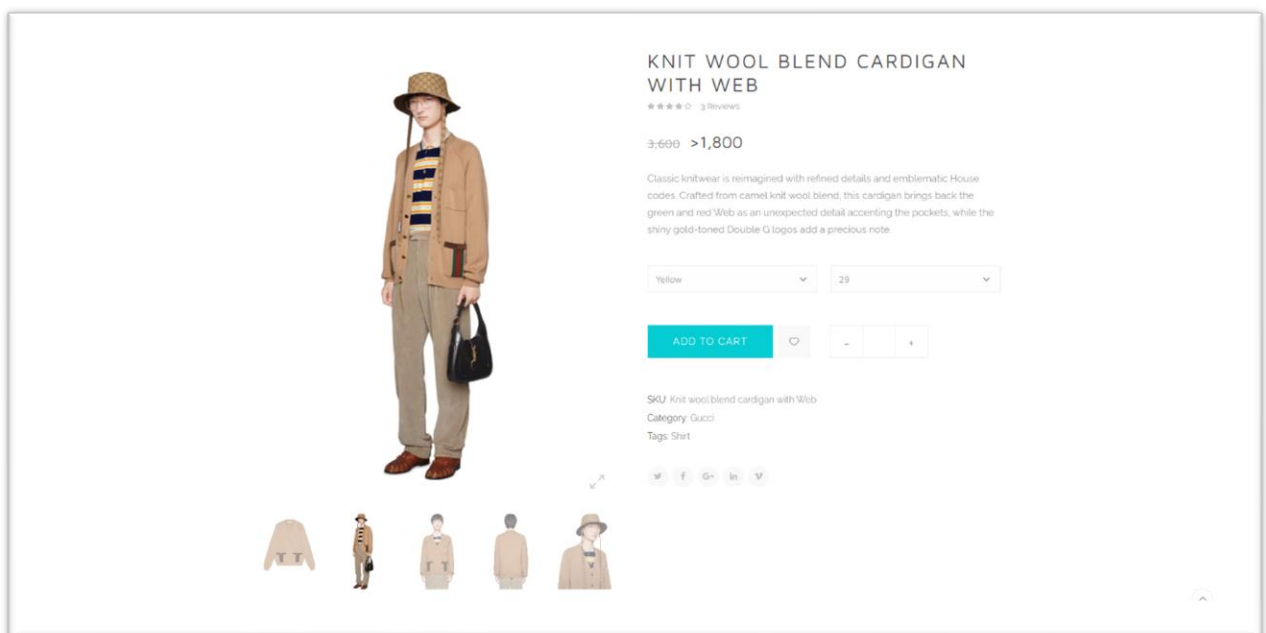 KNIT WOOL BLEND CARDIGAN
WITH WEB
3 Reviews
3,600 >1,800
Classic knitwear is reimagined with refined details and emblematic House
codes. Crafted from camel knit wool blend, this cardigan brings back the
green and red Web as an unexpected detail accenting the pockets, while the
shiny gold-toned Double G logos add a precious note.
Yellow 29
ADD TO CART - +
SKU: Knit wool blend cardigan with Web
Category: Gucci
Tags: Shirt
f G+ in